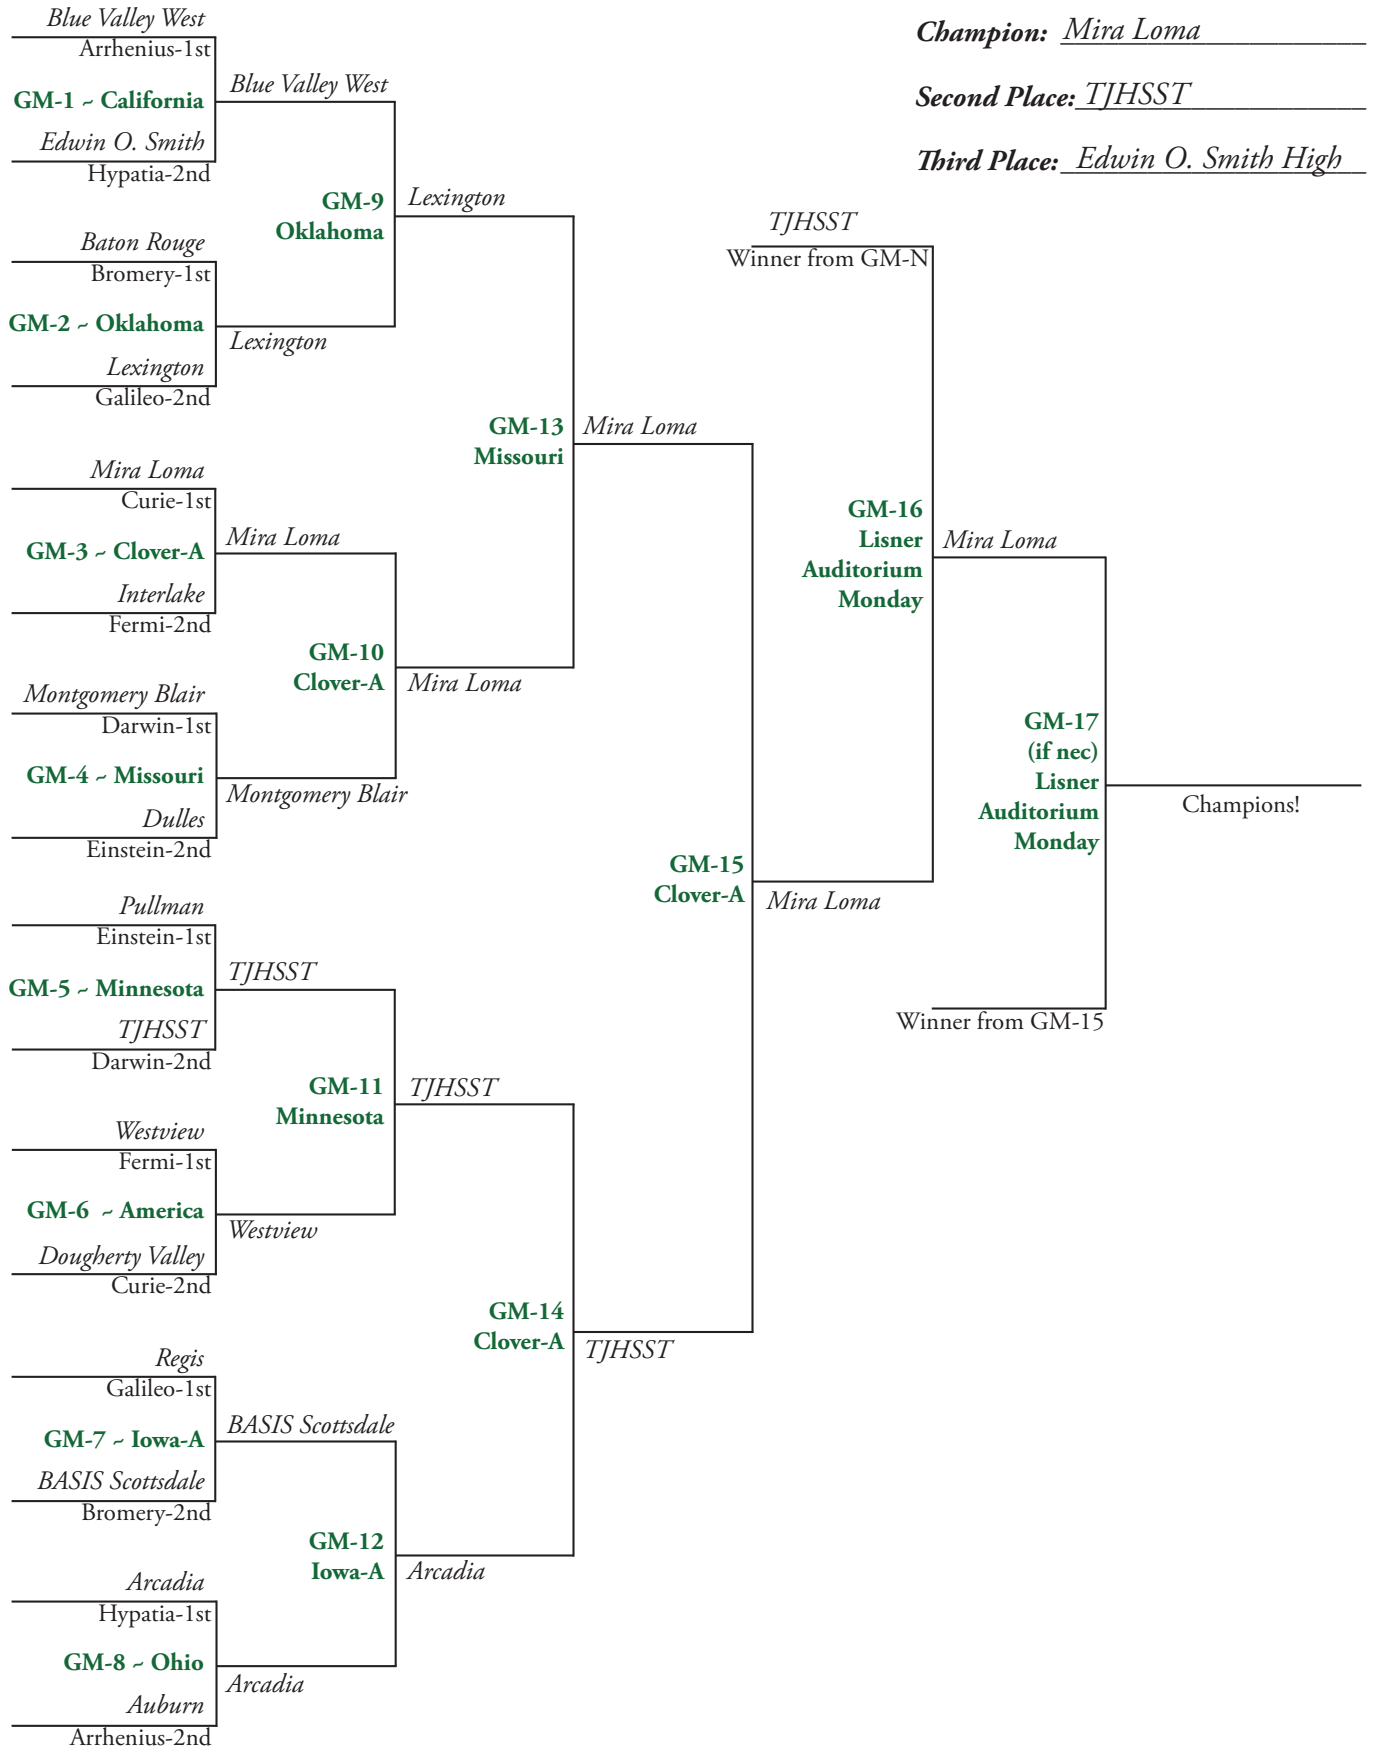 Blue Valley West
Arrhenius-1st
GM-1 ~ California
Edwin O. Smith
Hypatia-2nd
Blue Valley West
GM-9
Oklahoma
Baton Rouge
Bromery-1st
GM-2 ~ Oklahoma
Lexington
Galileo-2nd
Lexington
Lexington
Mira Loma
Curie-1st
GM-3 ~ Clover-A
Interlake
Fermi-2nd
Mira Loma
GM-10
Clover-A
Montgomery Blair
Darwin-1st
GM-4 ~ Missouri
Dulles
Einstein-2nd
Montgomery Blair
Mira Loma
GM-13
Missouri
Mira Loma
Pullman
Einstein-1st
GM-5 ~ Minnesota
TJHSST
Darwin-2nd
TJHSST
GM-11
Minnesota
Westview
Fermi-1st
GM-6 ~ America
Dougherty Valley
Curie-2nd
Westview
TJHSST
Regis
Galileo-1st
GM-7 ~ Iowa-A
BASIS Scottsdale
Bromery-2nd
BASIS Scottsdale
GM-12
Iowa-A
Arcadia
Hypatia-1st
GM-8 ~ Ohio
Auburn
Arrhenius-2nd
Arcadia
Arcadia
GM-14
Clover-A
TJHSST
GM-15
Clover-A
Mira Loma
Champion: Mira Loma
Second Place: TJHSST
Third Place: Edwin O. Smith High
TJHSST
Winner from GM-N
GM-16
Lisner
Auditorium
Monday
Mira Loma
GM-17
(if nec)
Lisner
Auditorium
Monday
Winner from GM-15
Champions!